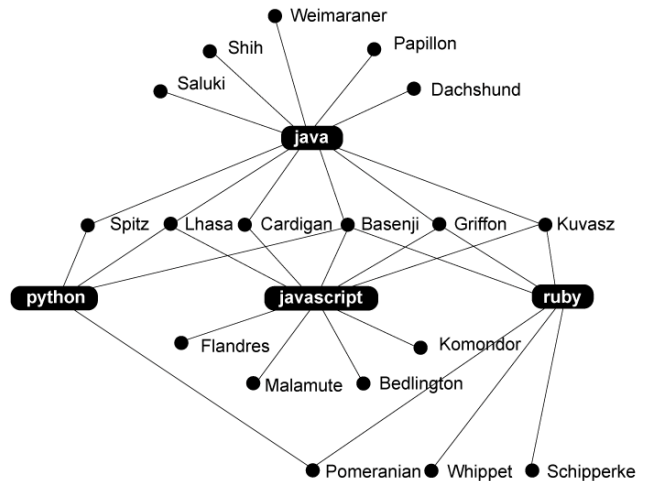 Weimaraner
Shih
Papillon
Saluki
Dachshund
java
Spitz
Lhasa
Cardigan
Basenji
Griffon
Kuvasz
python
javascript
ruby
Flandres
Komondor
Malamute
Bedlington
Pomeranian
Whippet
Schipperke